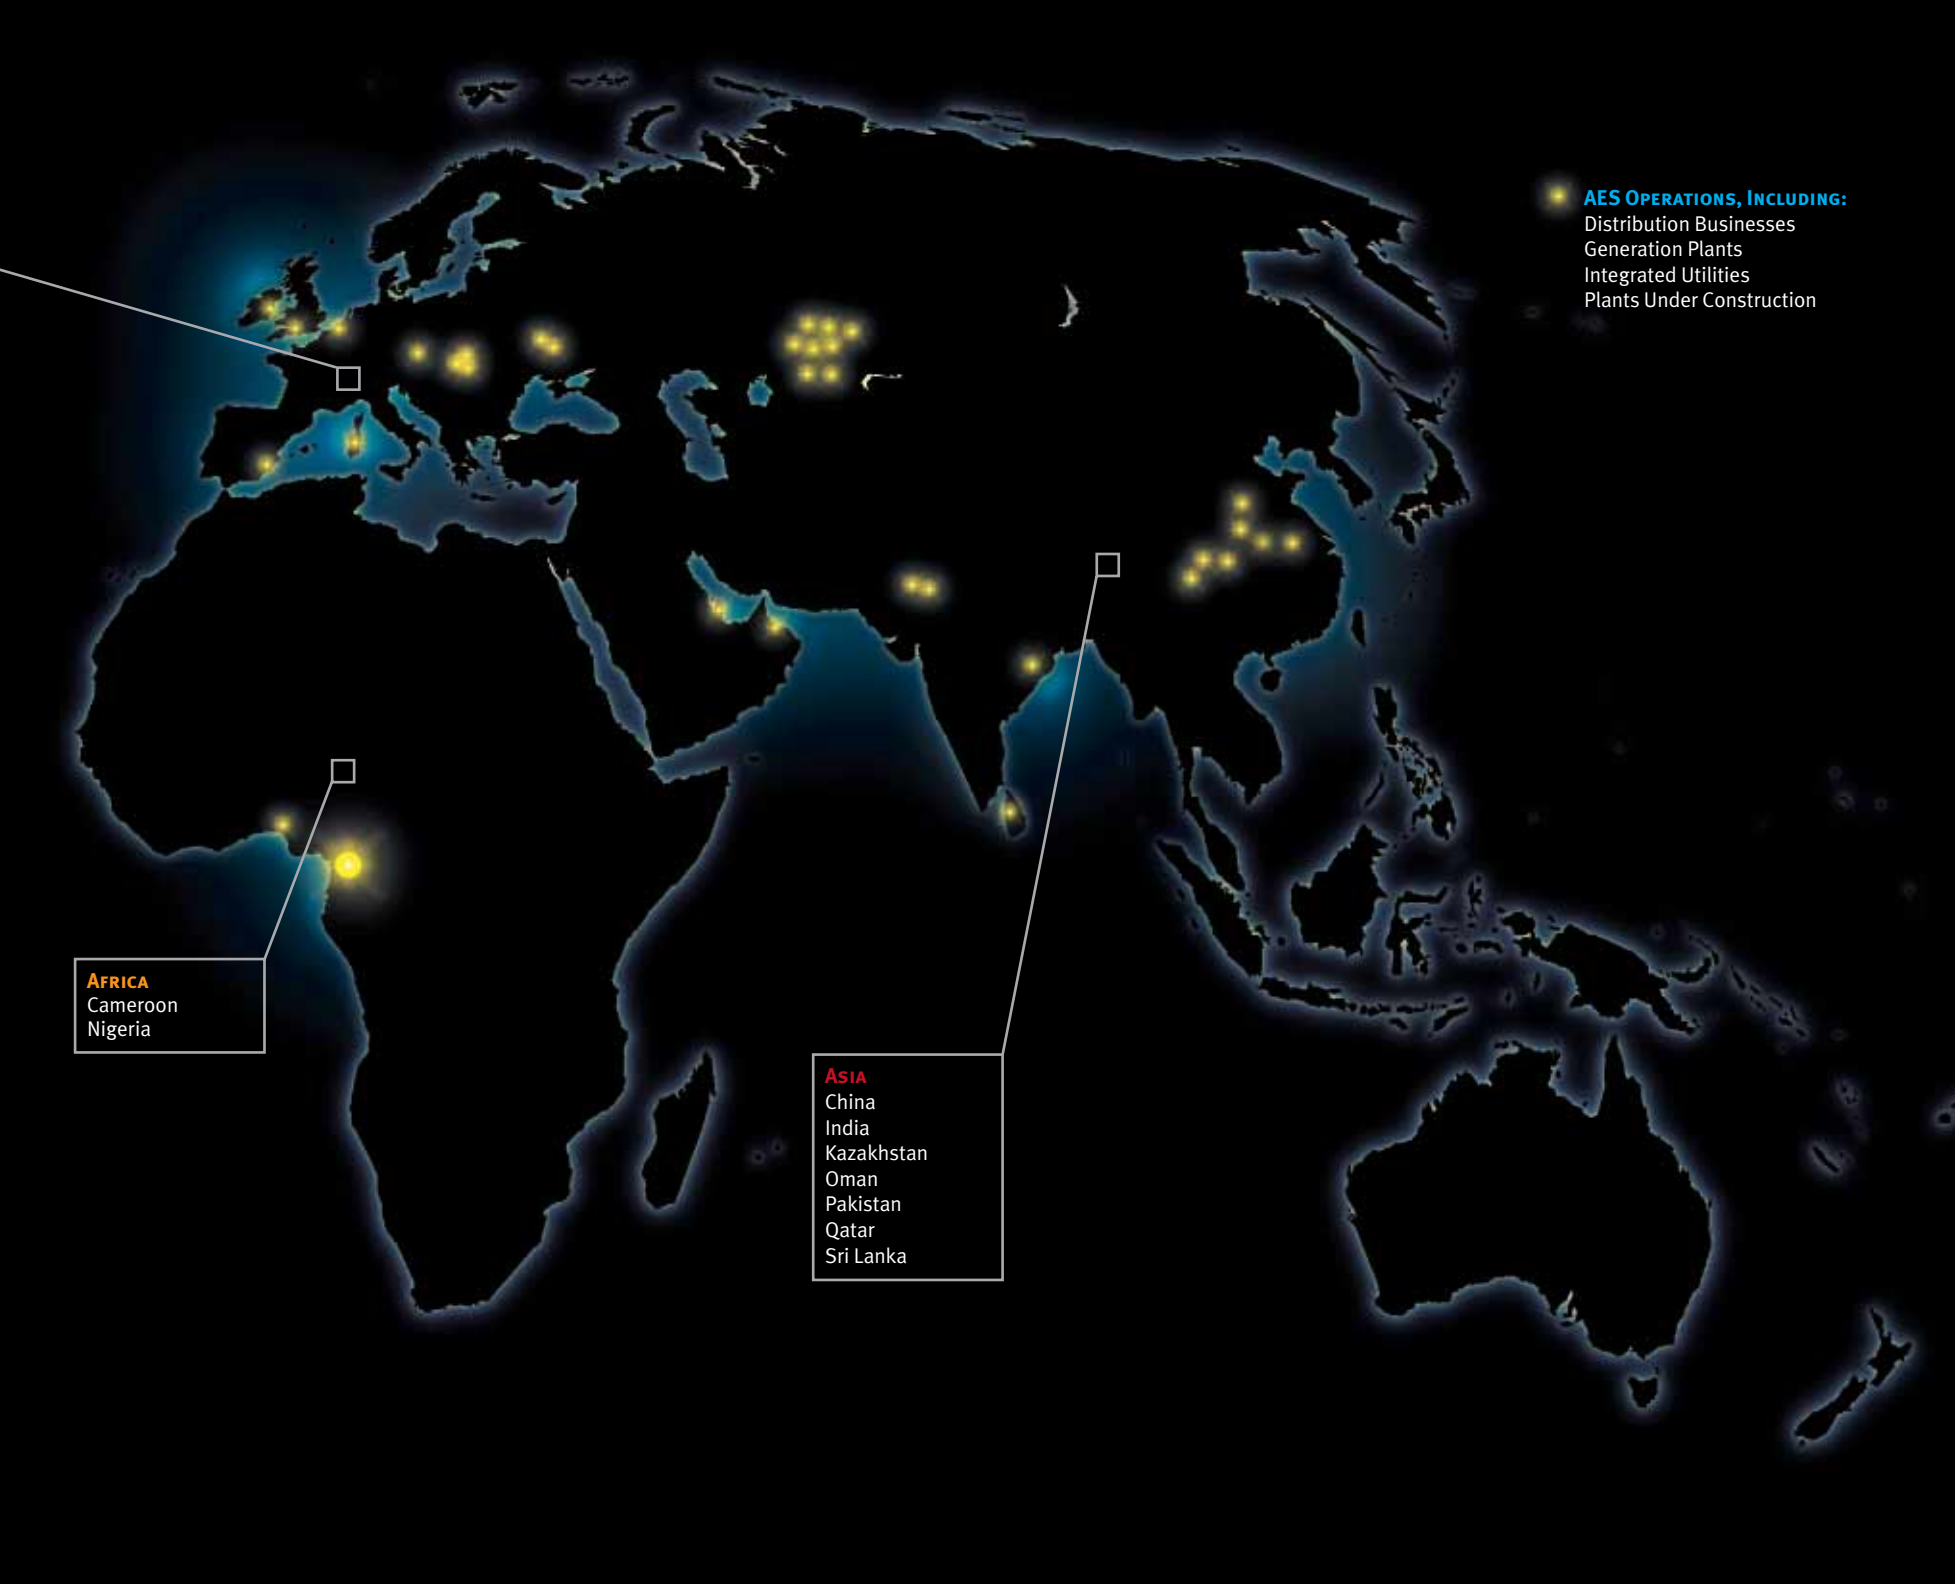 AES Operations, Including:
Distribution Businesses
Generation Plants
Integrated Utilities
Plants Under Construction
Africa
Cameroon
Nigeria
Asia
China
India
Kazakhstan
Oman
Pakistan
Qatar
Sri Lanka